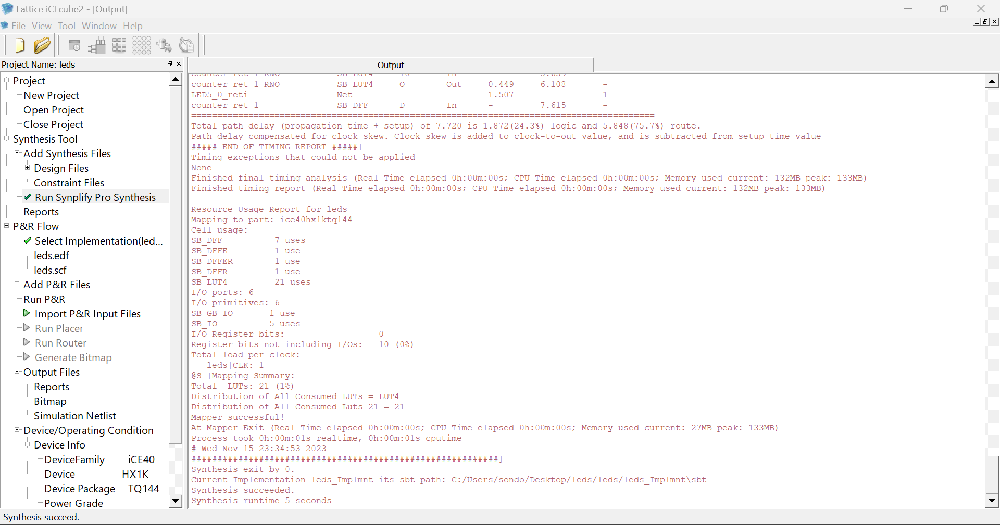 Lattice iCEcube2 - [Output]
File View Tool Window Help
Project Name: leds
Project
New Project
Open Project
Close Project
Synthesis Tool
Add Synthesis Files
Design Files
Constraint Files
Run Synplify Pro Synthesis
Reports
P&R Flow
Select Implementation(led...
leds.edf
leds.scf
Add P&R Files
Run P&R
Import P&R Input Files
Run Placer
Run Router
Generate Bitmap
Output Files
Reports
Bitmap
Simulation Netlist
Device/Operating Condition
Device Info
DeviceFamily iCE40
Device HX1K
Device Package TQ144
Power Grade
Output
counter_ret_1_RNO SB_LUT4 I0 In - 5.659 -
counter_ret_1_RNO SB_LUT4 O Out 0.449 6.108 -
LED5_0_reti Net - - 1.507 - 1
counter_ret_1 SB_DFF D In - 7.615 -
=========================================================================================
Total path delay (propagation time + setup) of 7.720 is 1.872(24.3%) logic and 5.848(75.7%) route.
Path delay compensated for clock skew. Clock skew is added to clock-to-out value, and is subtracted from setup time value
##### END OF TIMING REPORT #####]
Timing exceptions that could not be applied
None
Finished final timing analysis (Real Time elapsed 0h:00m:00s; CPU Time elapsed 0h:00m:00s; Memory used current: 132MB peak: 133MB)
Finished timing report (Real Time elapsed 0h:00m:00s; CPU Time elapsed 0h:00m:00s; Memory used current: 132MB peak: 133MB)
---------------------------------------
Resource Usage Report for leds
Mapping to part: ice40hx1ktq144
Cell usage:
SB_DFF 7 uses
SB_DFFE 1 use
SB_DFFER 1 use
SB_DFFR 1 use
SB_LUT4 21 uses
I/O ports: 6
I/O primitives: 6
SB_GB_IO 1 use
SB_IO 5 uses
I/O Register bits: 0
Register bits not including I/Os: 10 (0%)
Total load per clock:
leds|CLK: 1
@S |Mapping Summary:
Total LUTs: 21 (1%)
Distribution of All Consumed LUTs = LUT4
Distribution of All Consumed Luts 21 = 21
Mapper successful!
At Mapper Exit (Real Time elapsed 0h:00m:00s; CPU Time elapsed 0h:00m:00s; Memory used current: 27MB peak: 133MB)
Process took 0h:00m:01s realtime, 0h:00m:01s cputime
# Wed Nov 15 23:34:53 2023
###########################################################]
Synthesis exit by 0.
Current Implementation leds_Implmnt its sbt path: C:/Users/sondo/Desktop/leds/leds/leds_Implmnt\sbt
Synthesis succeeded.
Synthesis runtime 5 seconds
Synthesis succeed.